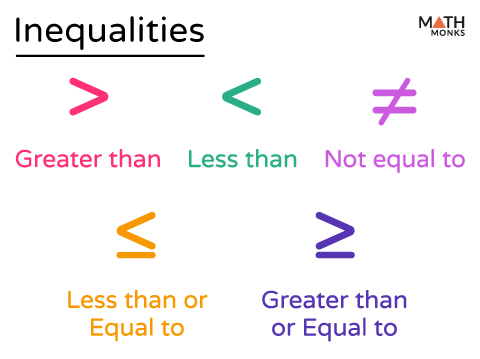 Inequalities
MATH
MONKS
> < ≠
Greater than Less than Not equal to
≤ ≥
Less than or Greater than
Equal to or Equal to